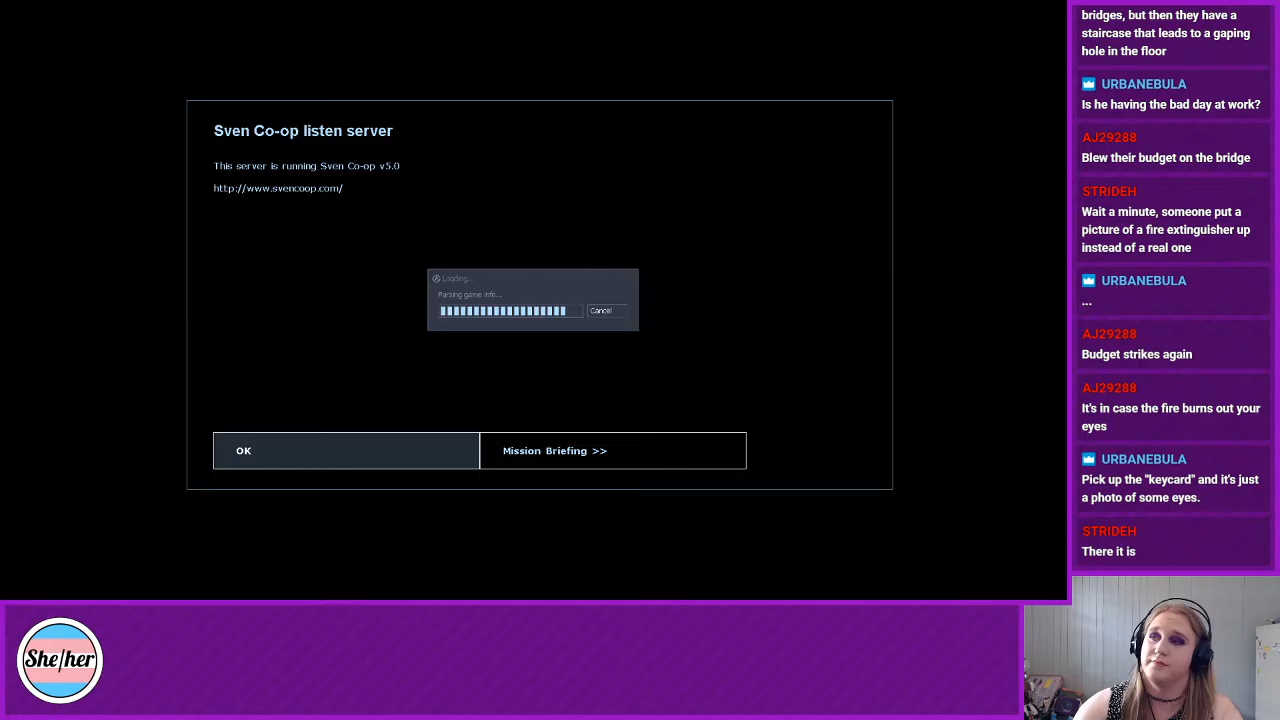 Sven Co-op listen server
This server is running Sven Co-op v5.0
http://www.svencoop.com/
Loading...
Parsing game info...
Cancel
OK
Mission Briefing >>
bridges, but then they have a
staircase that leads to a gaping
hole in the floor
URBANEBULA
Is he having the bad day at work?
AJ29288
Blew their budget on the bridge
STRIDEH
Wait a minute, someone put a
picture of a fire extinguisher up
instead of a real one
URBANEBULA
...
AJ29288
Budget strikes again
AJ29288
It's in case the fire burns out your
eyes
URBANEBULA
Pick up the "keycard" and it's just
a photo of some eyes.
STRIDEH
There it is
She/her